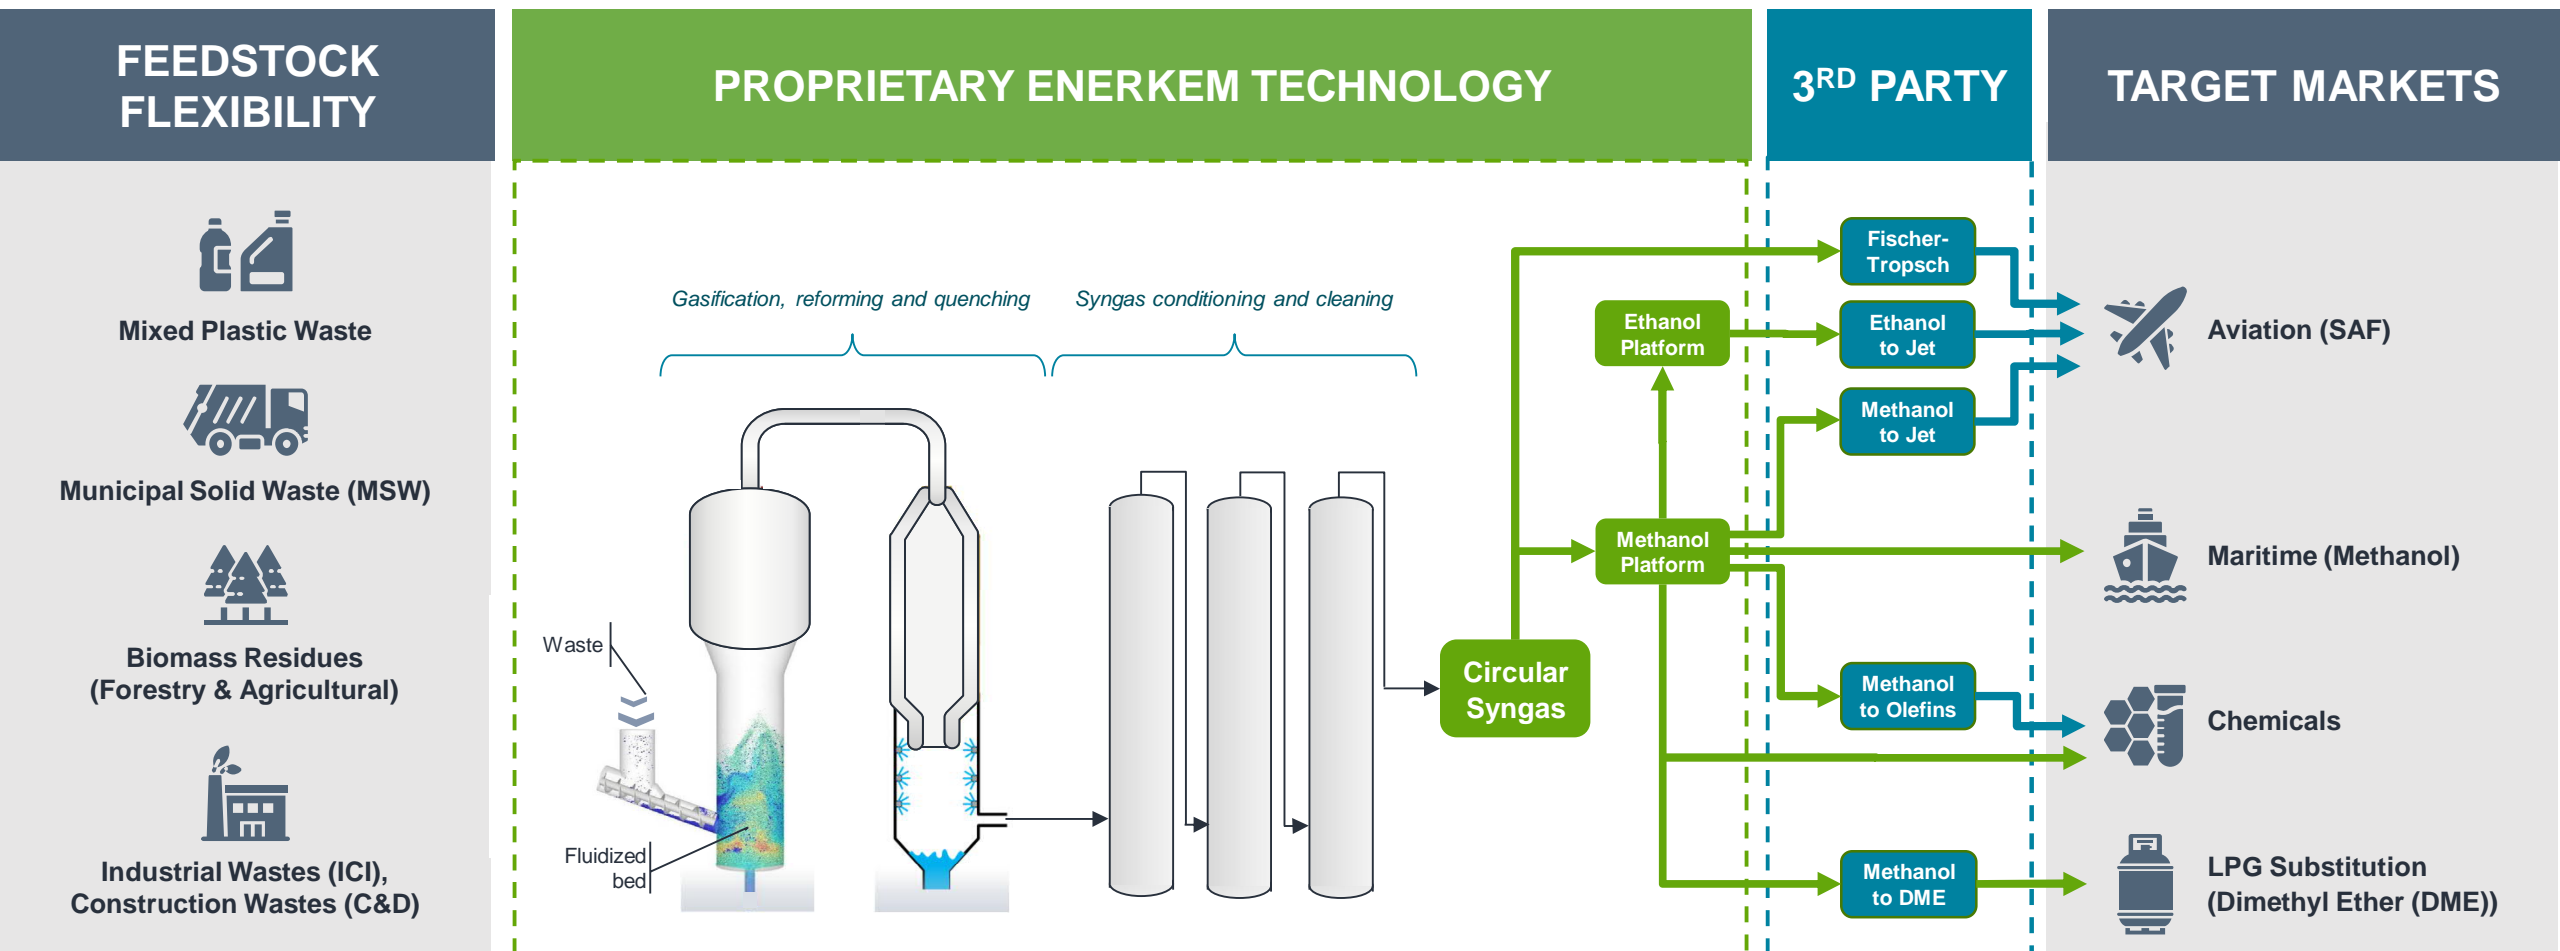 FEEDSTOCK
FLEXIBILITY
PROPRIETARY ENERKEM TECHNOLOGY
3RD PARTY
TARGET MARKETS
Mixed Plastic Waste
Municipal Solid Waste (MSW)
Biomass Residues
(Forestry & Agricultural)
Industrial Wastes (ICI),
Construction Wastes (C&D)
Gasification, reforming and quenching
Syngas conditioning and cleaning
Waste
Fluidized
bed
Circular
Syngas
Ethanol
Platform
Methanol
Platform
Fischer-
Tropsch
Ethanol
to Jet
Methanol
to Jet
Methanol
to Olefins
Methanol
to DME
Aviation (SAF)
Maritime (Methanol)
Chemicals
LPG Substitution
(Dimethyl Ether (DME))